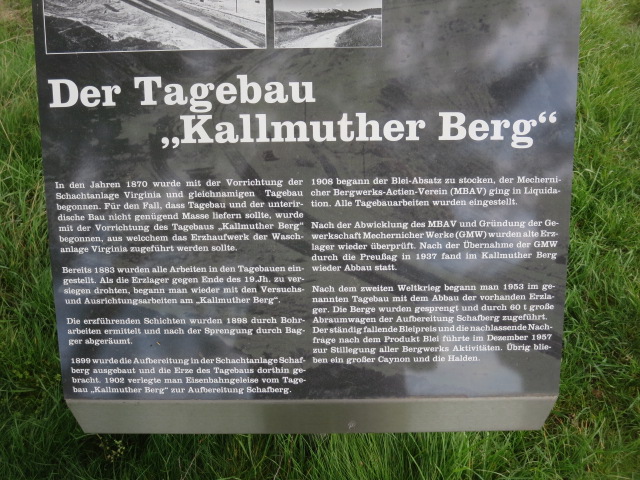 Der Tagebau
„Kallmuther Berg“
In den Jahren 1870 wurde mit der Vorrichtung der
Schachtanlage Virginia und gleichnamigen Tagebau
begonnen. Für den Fall, dass Tagebau und der unterir-
dische Bau nicht genügend Masse liefern sollte, wurde
mit der Vorrichtung des Tagebaus „Kallmuther Berg“
begonnen, aus welchem das Erzhaufwerk der Wasch-
anlage Virginia zugeführt werden sollte.
Bereits 1883 wurden alle Arbeiten in den Tagebauen ein-
gestellt. Als die Erzlager gegen Ende des 19.Jh. zu ver-
siegen drohten, begann man wieder mit den Versuchs-
und Ausrichtungsarbeiten am „Kallmuther Berg“.
Die erzführenden Schichten wurden 1898 durch Bohr-
arbeiten ermittelt und nach der Sprengung durch Bag-
ger abgeräumt.
1899 wurde die Aufbereitung in der Schachtanlage Schaf-
berg ausgebaut und die Erze des Tagebaus dorthin ge-
bracht. 1902 verlegte man Eisenbahngeleise vom Tage-
bau „Kallmuther Berg“ zur Aufbereitung Schafberg.
1908 begann der Blei-Absatz zu stocken, der Mecherni-
cher Bergwerks-Actien-Verein (MBAV) ging in Liquida-
tion. Alle Tagebauarbeiten wurden eingestellt.
Nach der Abwicklung des MBAV und Gründung der Ge-
werkschaft Mechernicher Werke (GMW) wurden alte Erz-
lager wieder überprüft. Nach der Übernahme der GMW
durch die Preußag in 1937 fand im Kallmuther Berg
wieder Abbau statt.
Nach dem zweiten Weltkrieg begann man 1953 im ge-
nannten Tagebau mit dem Abbau der vorhanden Erzla-
ger. Die Berge wurden gesprengt und durch 60 t große
Abraumwagen der Aufbereitung Schafberg zugeführt.
Der ständig fallende Bleipreis und die nachlassende Nach-
frage nach dem Produkt Blei führte im Dezember 1957
zur Stillegung aller Bergwerks Aktivitäten. Übrig blie-
ben ein großer Caynon und die Halden.